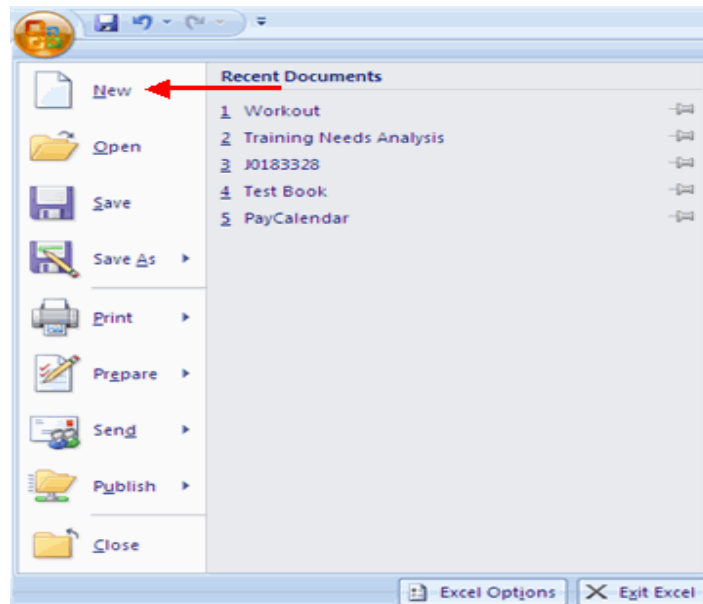 New
Open
Save
Save As
Print
Prepare
Send
Publish
Close
Recent Documents
1 Workout
2 Training Needs Analysis
3 J0183328
4 Test Book
5 PayCalendar
Excel Options
Exit Excel